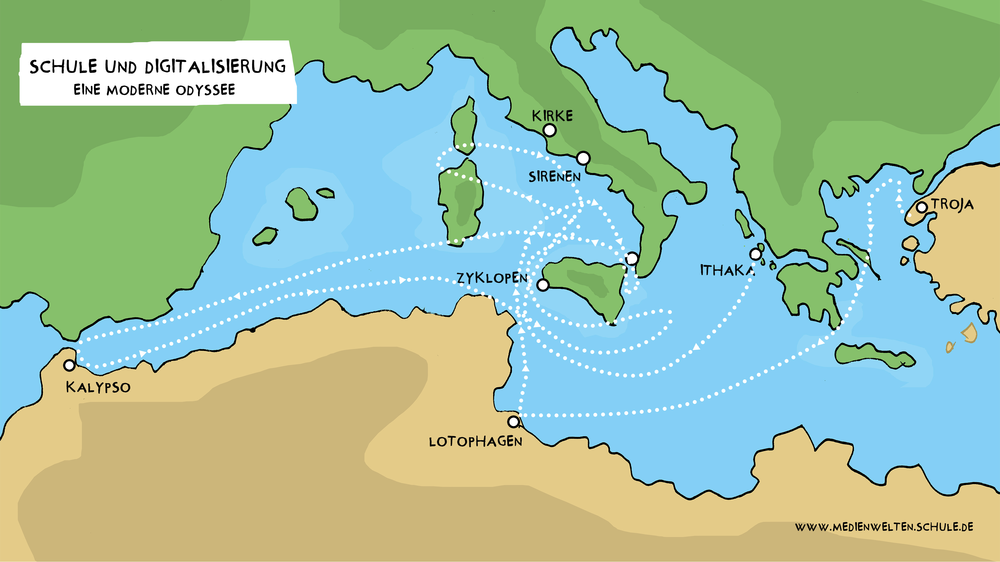 SCHULE UND DIGITALISIERUNG
EINE MODERNE ODYSSEE
KIRKE
SIRENEN
TROJA
ZYKLOPEN
ITHAKA
KALYPSO
LOTOPHAGEN
WWW.MEDIENWELTEN.SCHULE.DE